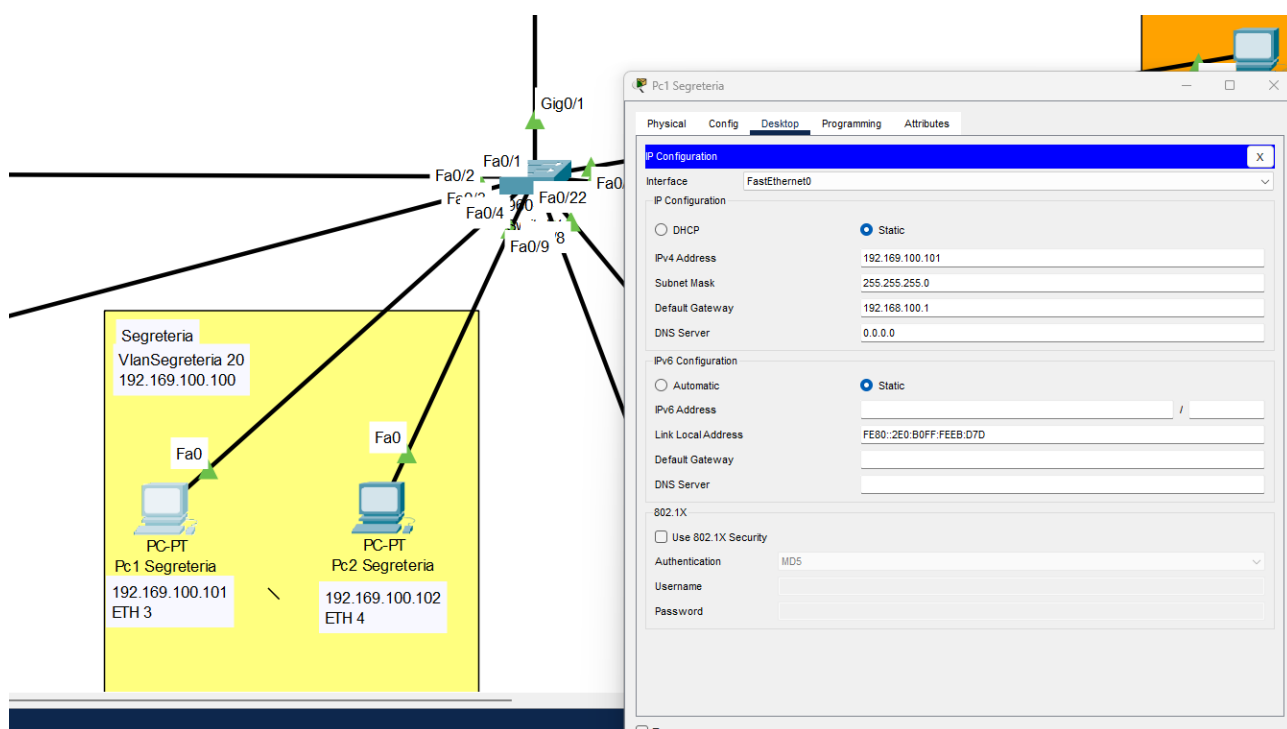 Gig0/1
Fa0/1
Fa0/2
Fa0/22
Fa0/4
Fa0/9
Segreteria
VlanSegreteria 20
192.169.100.100
Fa0
Fa0
PC-PT
Pc1 Segreteria
PC-PT
Pc2 Segreteria
192.169.100.101
ETH 3
192.169.100.102
ETH 4
Pc1 Segreteria
Physical Config Desktop Programming Attributes
IP Configuration
X
Interface FastEthernet0
IP Configuration
DHCP Static
IPv4 Address 192.169.100.101
Subnet Mask 255.255.255.0
Default Gateway 192.168.100.1
DNS Server 0.0.0.0
IPv6 Configuration
Automatic Static
IPv6 Address /
Link Local Address FE80::2E0:B0FF:FEEB:D7D
Default Gateway
DNS Server
802.1X
Use 802.1X Security
Authentication MD5
Username
Password